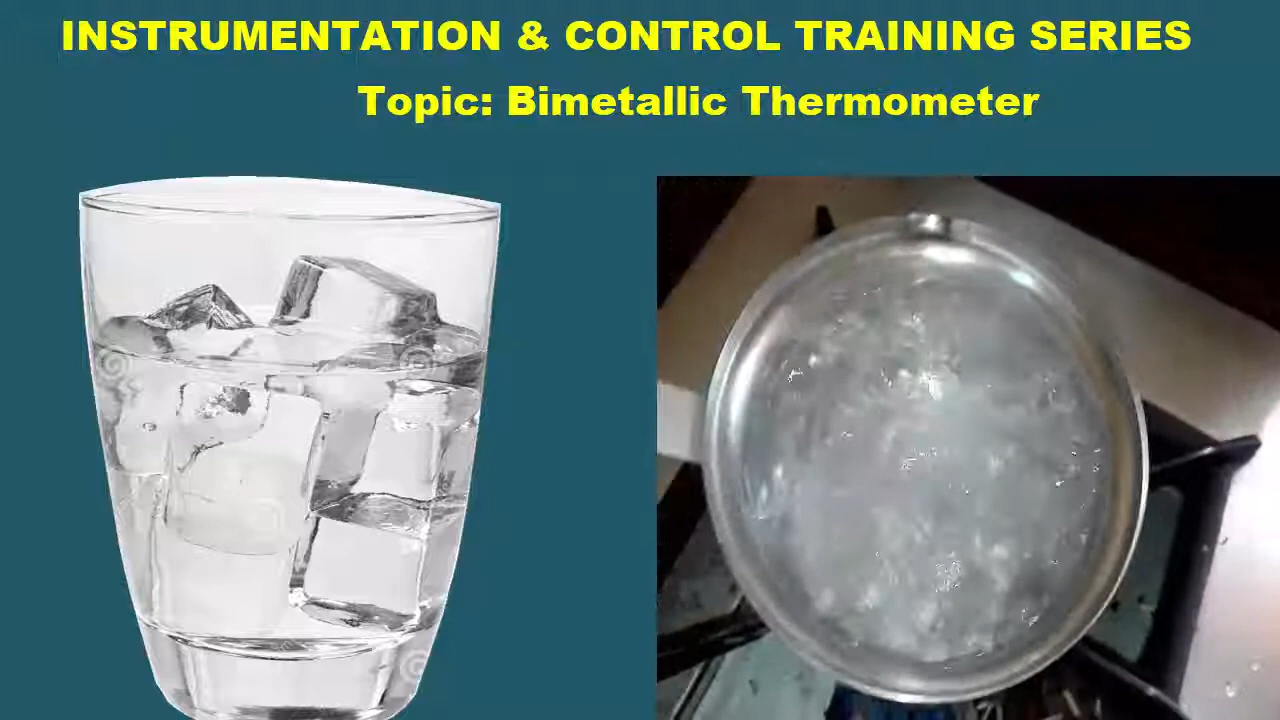 INSTRUMENTATION & CONTROL TRAINING SERIES
Topic: Bimetallic Thermometer